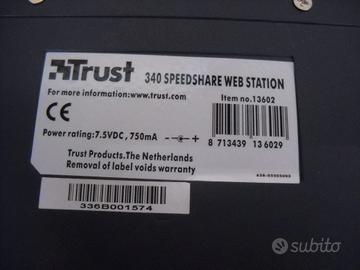 Trust
340 SPEEDSHARE WEB STATION
For more information:www.trust.com
Item no.13602
CE
Power rating:7.5VDC, 750mA
+
8 713439 136029
Trust Products.The Netherlands
Removal of label voids warranty
336B001574
subito